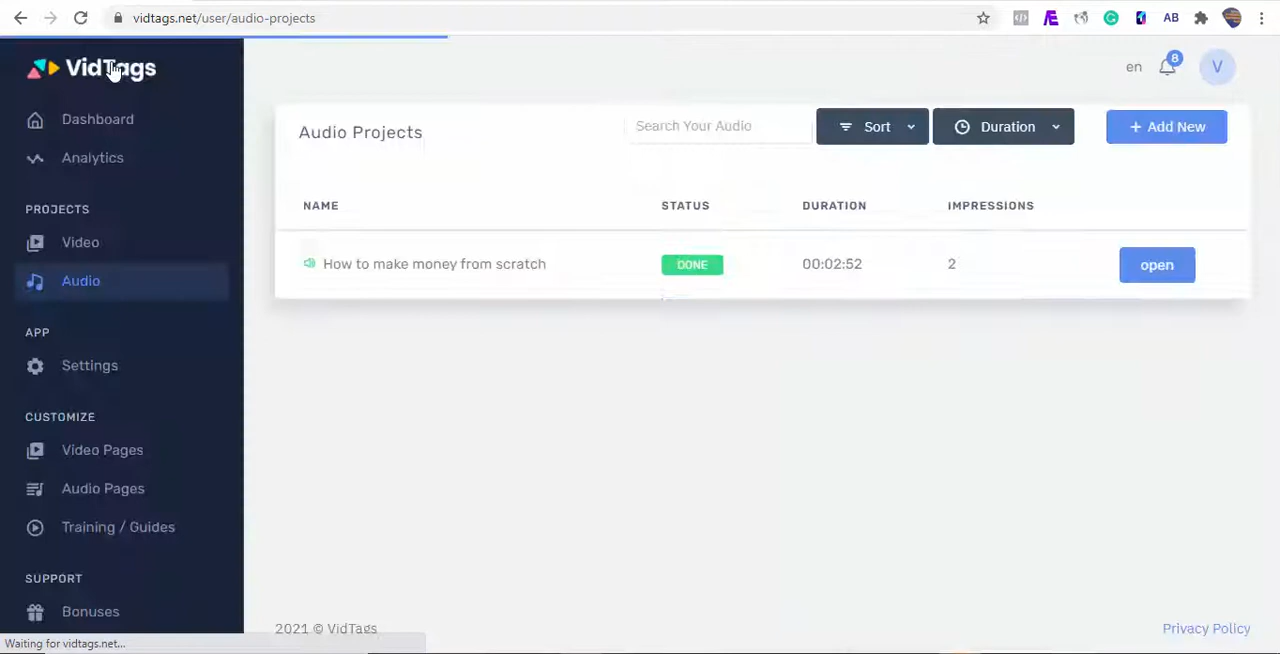 vidtags.net/user/audio-projects
AB
VidTags
en
8
V
Dashboard
Analytics
PROJECTS
Video
Audio
APP
Settings
CUSTOMIZE
Video Pages
Audio Pages
Training / Guides
SUPPORT
Bonuses
Audio Projects
Search Your Audio
Sort
Duration
+ Add New
NAME STATUS DURATION IMPRESSIONS
How to make money from scratch DONE 00:02:52 2 open
2021 © VidTags
Privacy Policy
Waiting for vidtags.net...